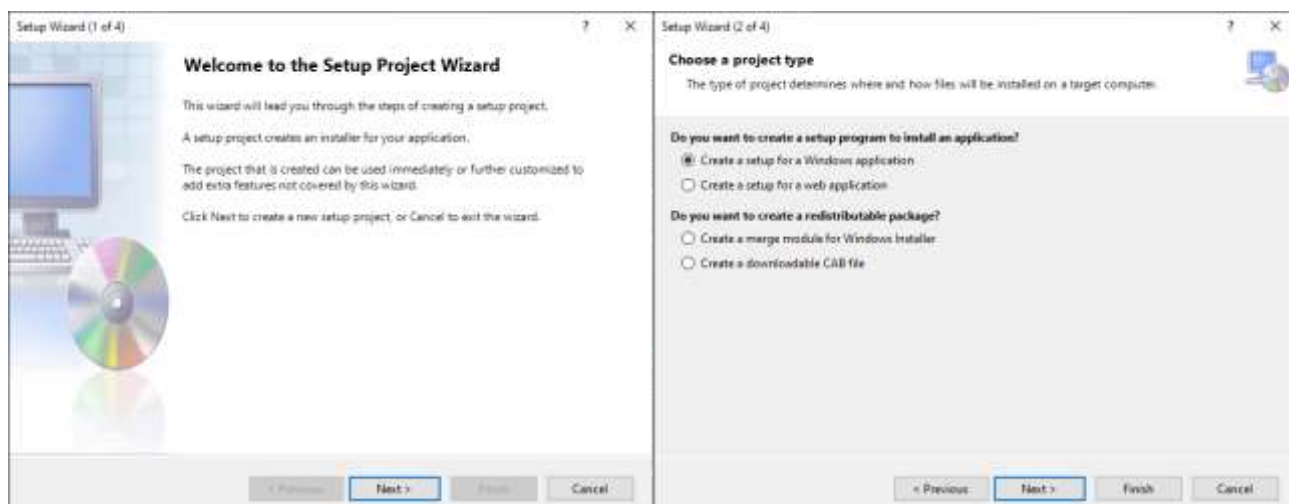 Setup Wizard (1 of 4)
? ×
Welcome to the Setup Project Wizard
This wizard will lead you through the steps of creating a setup project.
A setup project creates an installer for your application.
The project that is created can be used immediately or further customized to
add extra features not covered by this wizard.
Click Next to create a new setup project, or Cancel to exit the wizard.
< Previous
Next >
Finish
Cancel
Setup Wizard (2 of 4)
? ×
Choose a project type
The type of project determines where and how files will be installed on a target computer.
Do you want to create a setup program to install an application?
Create a setup for a Windows application
Create a setup for a web application
Do you want to create a redistributable package?
Create a merge module for Windows Installer
Create a downloadable CAB file
< Previous
Next >
Finish
Cancel